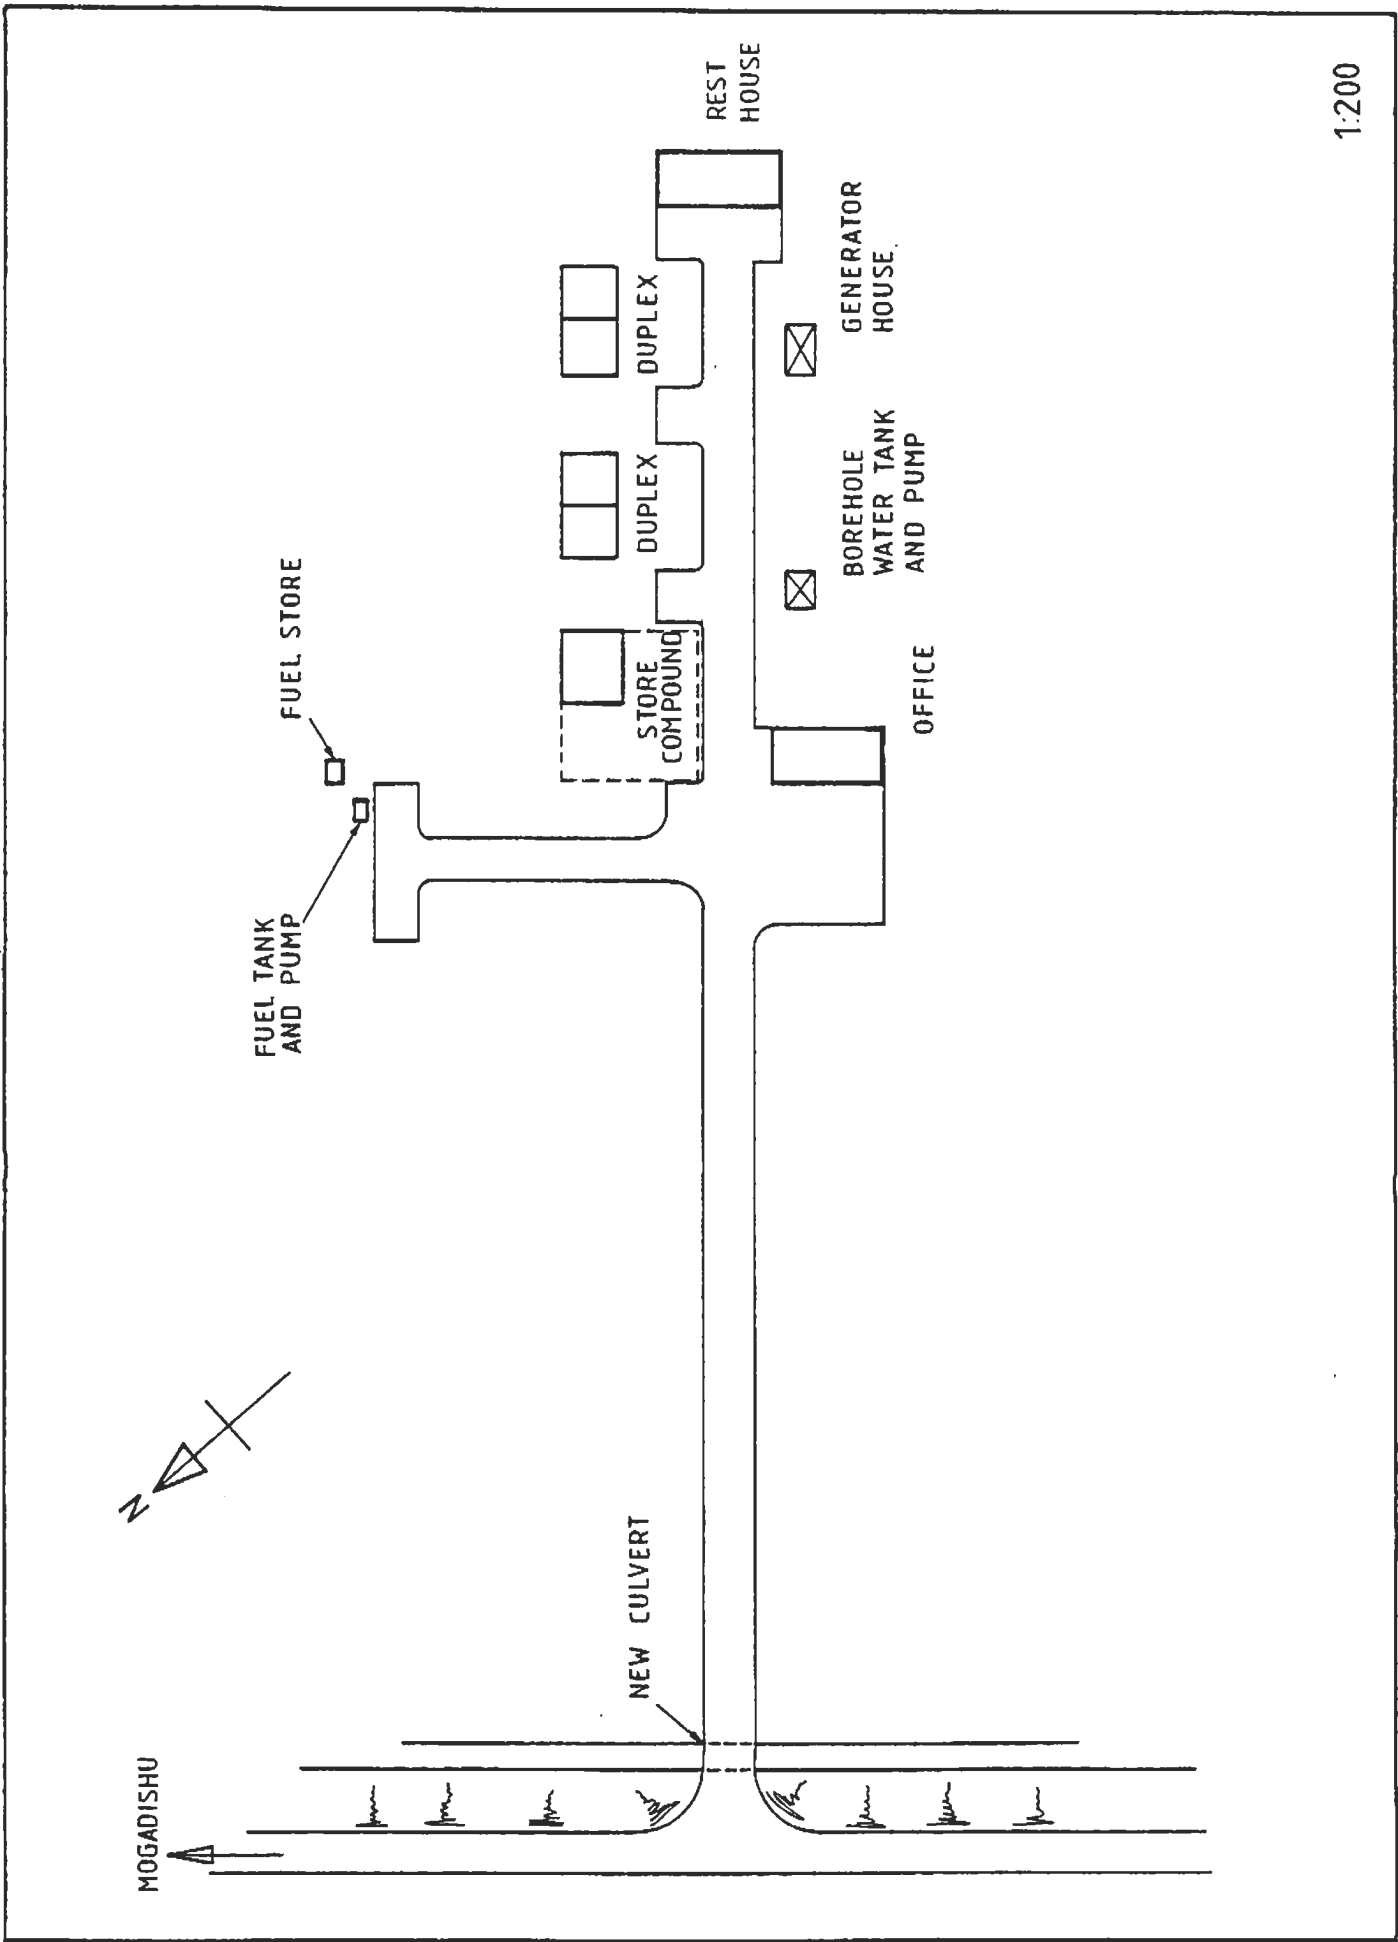 MOGADISHU
N
NEW CULVERT
FUEL TANK
AND PUMP
FUEL STORE
STORE
COMPOUND
DUPLEX
DUPLEX
REST
HOUSE
OFFICE
BOREHOLE
WATER TANK
AND PUMP
GENERATOR
HOUSE
1:200